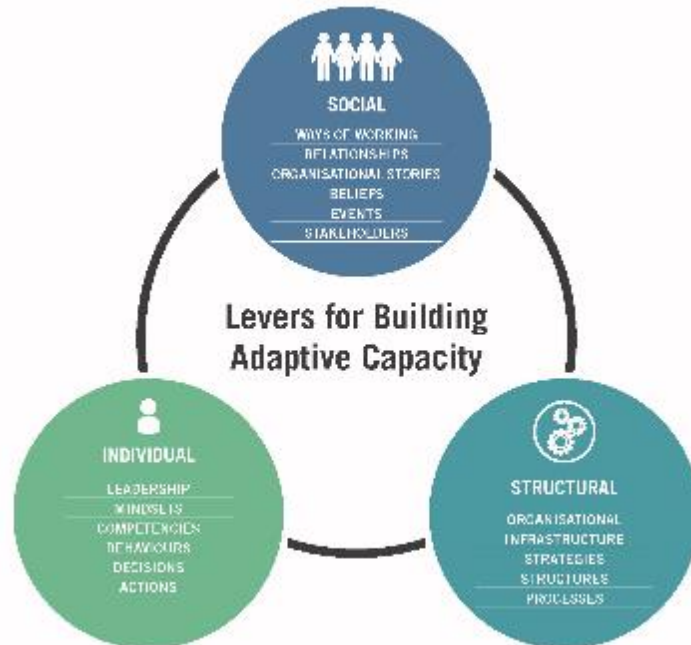 SOCIAL
WAYS OF WORKING
RELATIONSHIPS
ORGANISATIONAL STORIES
BELIEFS
EVENTS
STAKEHOLDERS
Levers for Building
Adaptive Capacity
INDIVIDUAL
LEADERSHIP
MINDSETS
COMPETENCIES
BEHAVIOURS
DECISIONS
ACTIONS
STRUCTURAL
ORGANISATIONAL
INFRASTRUCTURE
STRATEGIES
STRUCTURES
PROCESSES